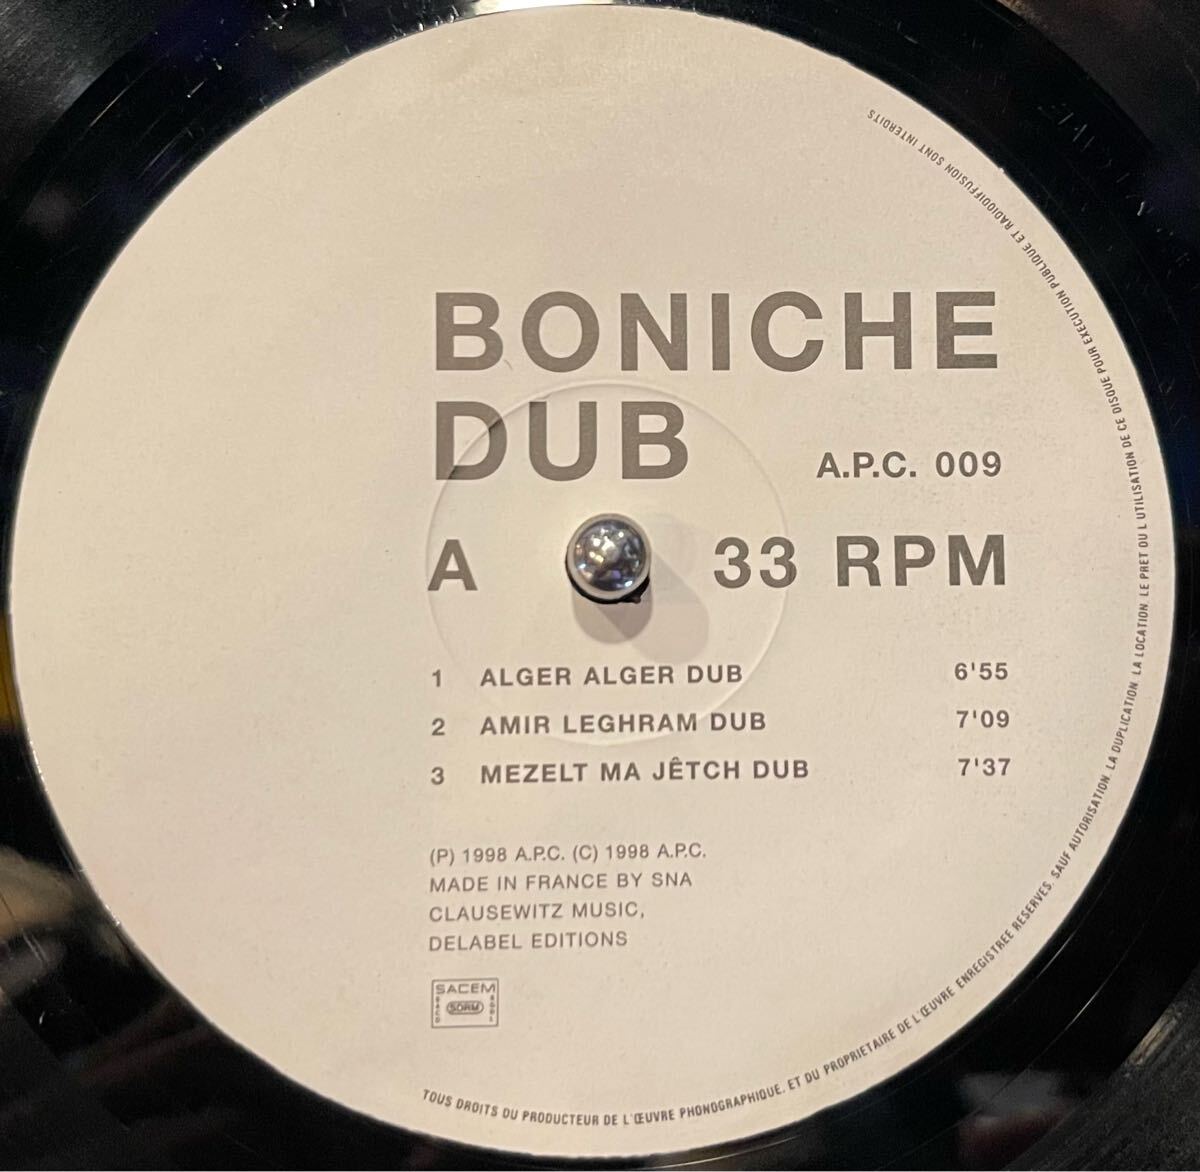 BONICHE
DUB
A.P.C. 009
A 33 RPM
1 ALGER ALGER DUB 6'55
2 AMIR LEGHRAM DUB 7'09
3 MEZELT MA JÊTCH DUB 7'37
(P) 1998 A.P.C. (C) 1998 A.P.C.
MADE IN FRANCE BY SNA
CLAUSEWITZ MUSIC,
DELABEL EDITIONS
SACEM
SACD
SDRM
SGDL
TOUS DROITS DU PRODUCTEUR DE L'ŒUVRE PHONOGRAPHIQUE. ET DU PROPRIETAIRE DE L'ŒUVRE ENREGISTREE RESERVES. SAUF AUTORISATION. LA DUPLICATION. LA LOCATION. LE PRET OU L UTILISATION DE CE DISQUE POUR EXECUTION PUBLIQUE ET RADIODIFFUSION SONT INTERDITS